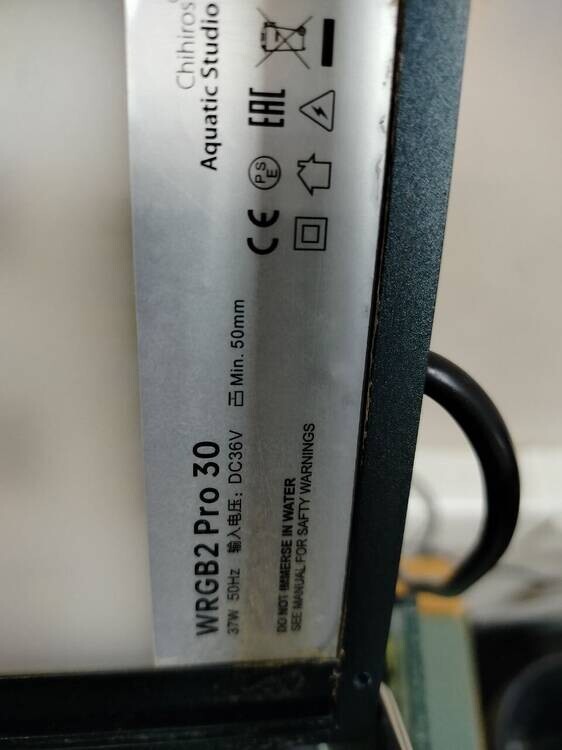 Chihiros
Aquatic Studio
WRGB2 Pro 30
37W 50Hz 输入电压: DC36V Min. 50mm
DO NOT IMMERSE IN WATER
SEE MANUAL FOR SAFTY WARNINGS
CE PSE EAC